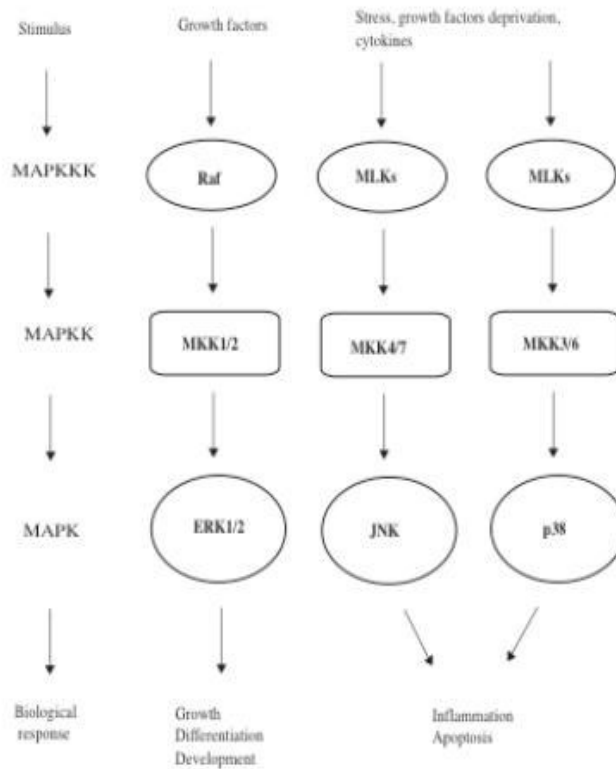 Stimulus
Growth factors
Stress, growth factors deprivation,
cytokines
MAPKKK
Raf
MLKs
MLKs
MAPKK
MKK1/2
MKK4/7
MKK3/6
MAPK
ERK1/2
JNK
p38
Biological
response
Growth
Differentiation
Development
Inflammation
Apoptosis